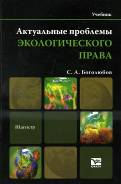 Учебник
Актуальные проблемы
ЭКОЛОГИЧЕСКОГО
ПРАВА
С. А. Боголюбов
Магистр